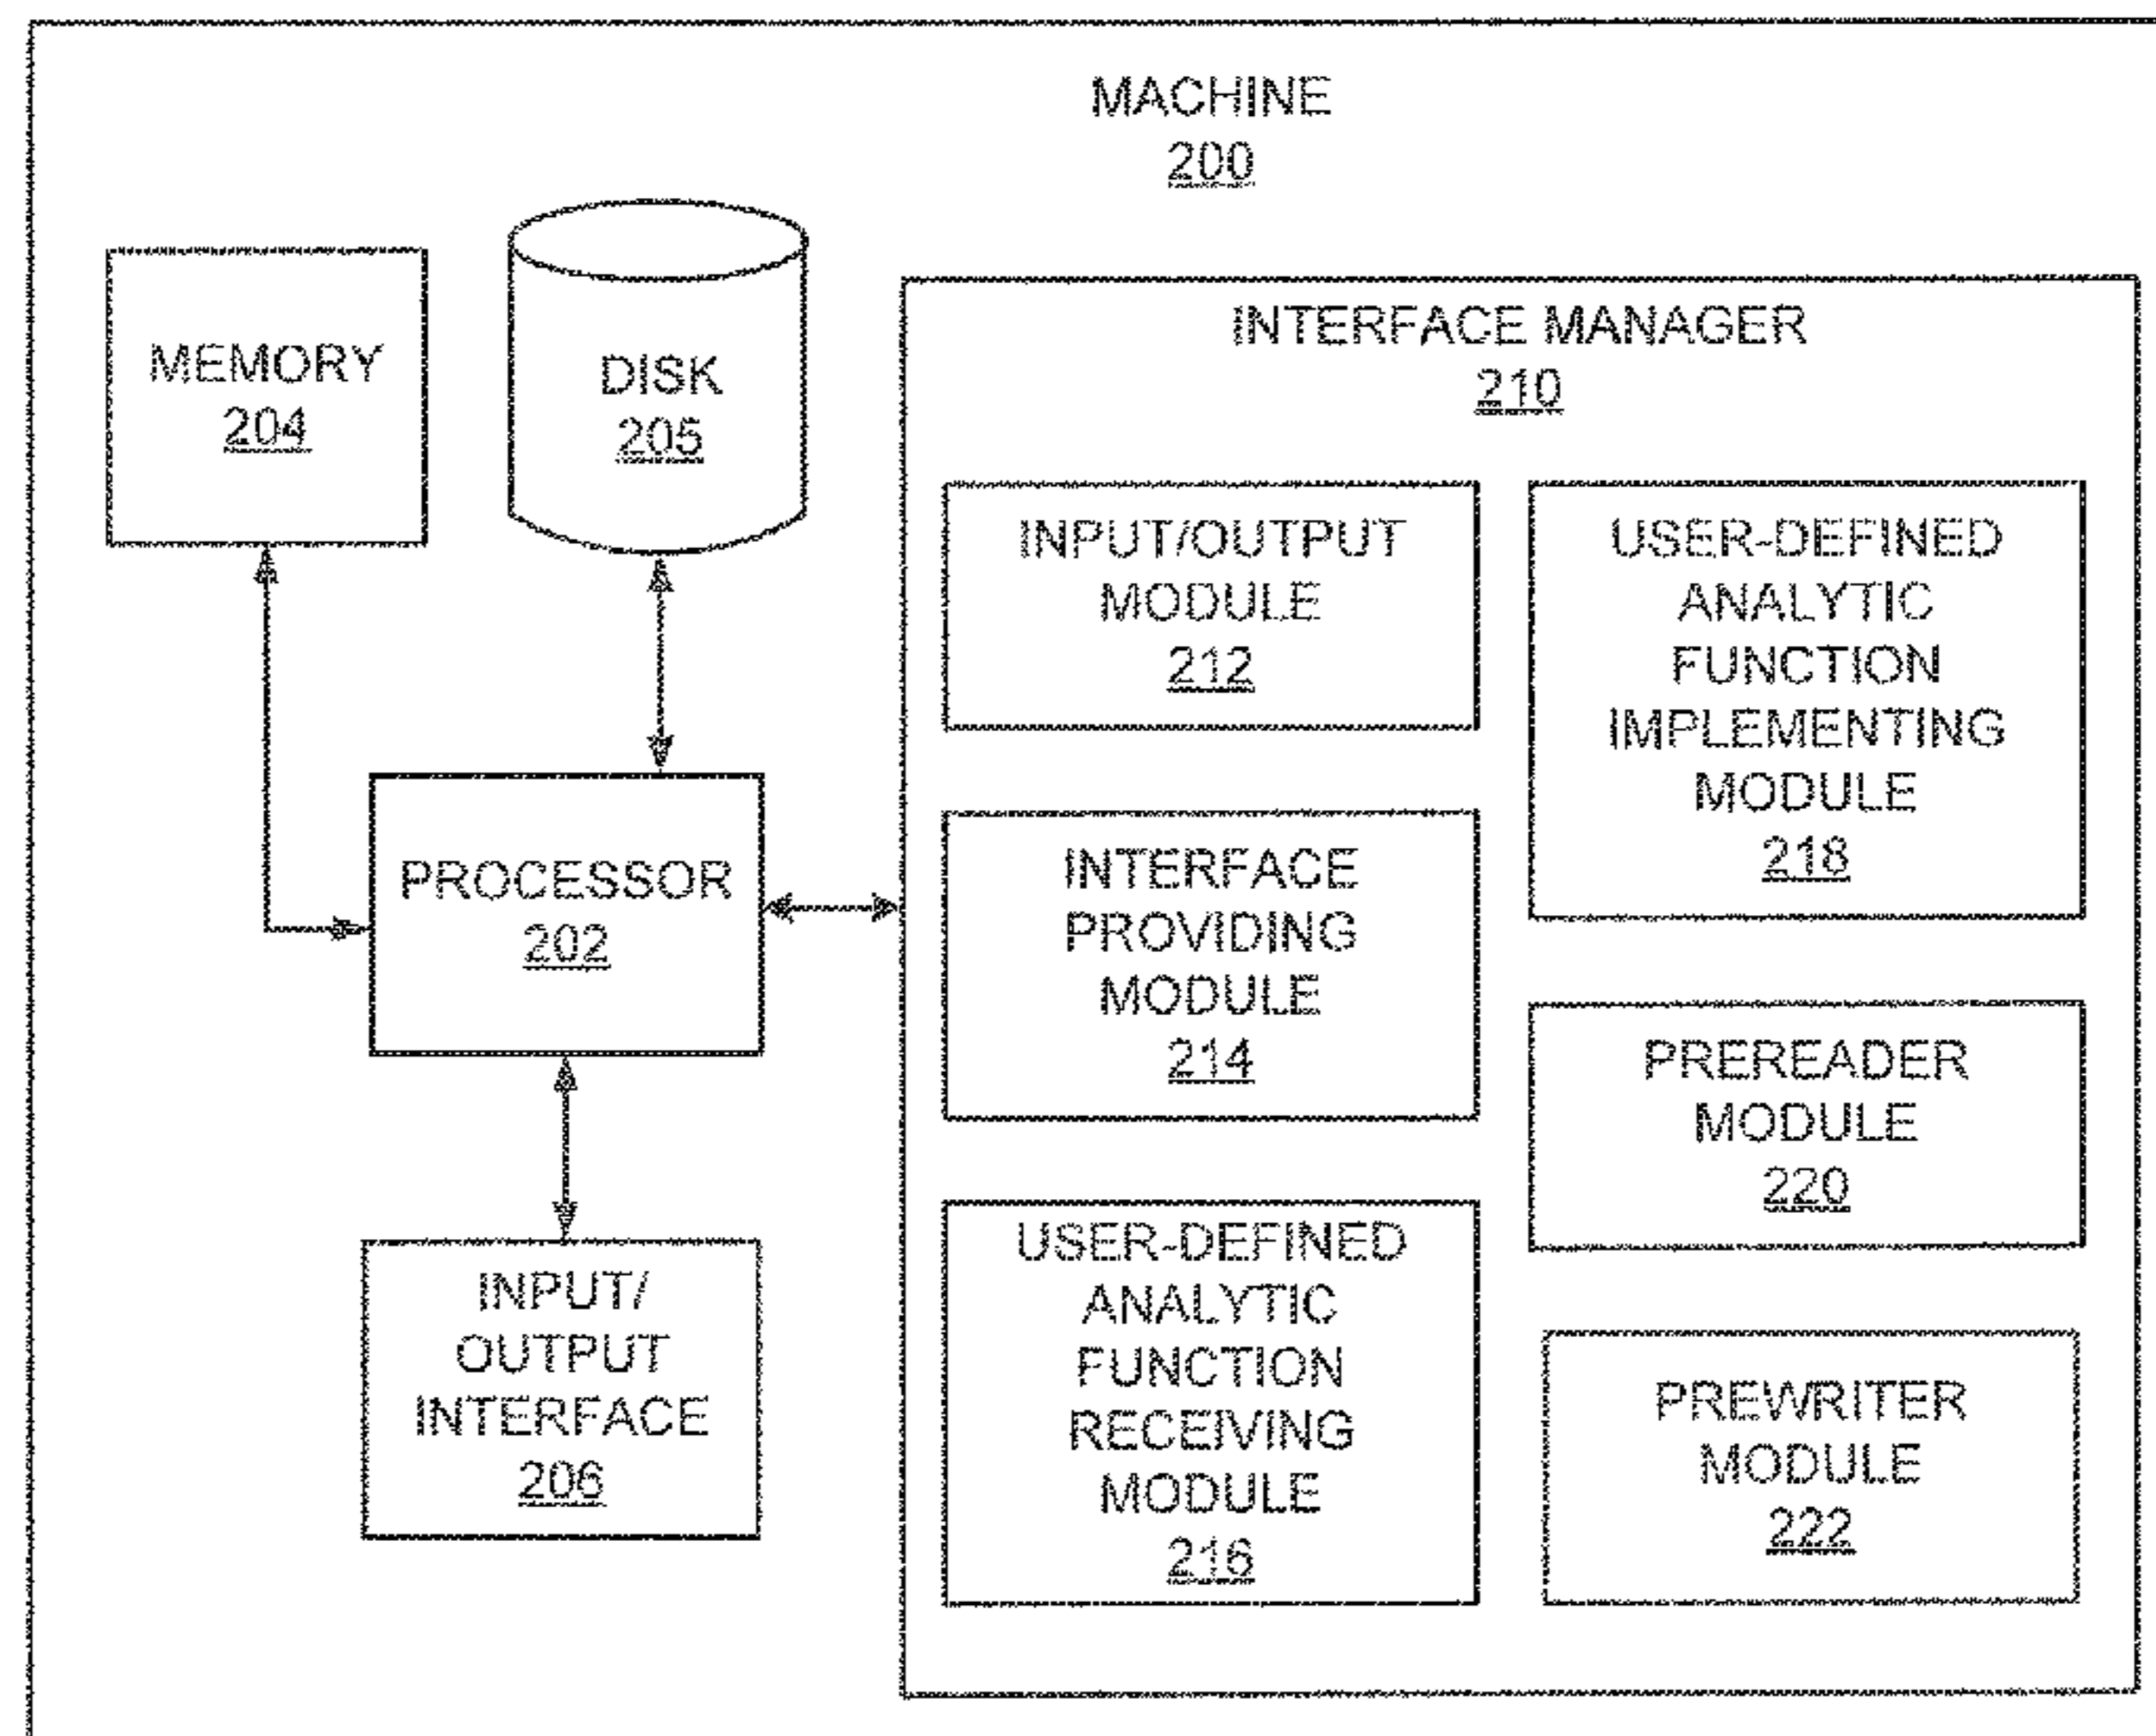 MACHINE
200
MEMORY
204
DISK
205
PROCESSOR
202
INPUT/
OUTPUT
INTERFACE
206
INTERFACE MANAGER
210
INPUT/OUTPUT
MODULE
212
INTERFACE
PROVIDING
MODULE
214
USER-DEFINED
ANALYTIC
FUNCTION
RECEIVING
MODULE
216
USER-DEFINED
ANALYTIC
FUNCTION
IMPLEMENTING
MODULE
218
PREREADER
MODULE
220
PREWRITER
MODULE
222